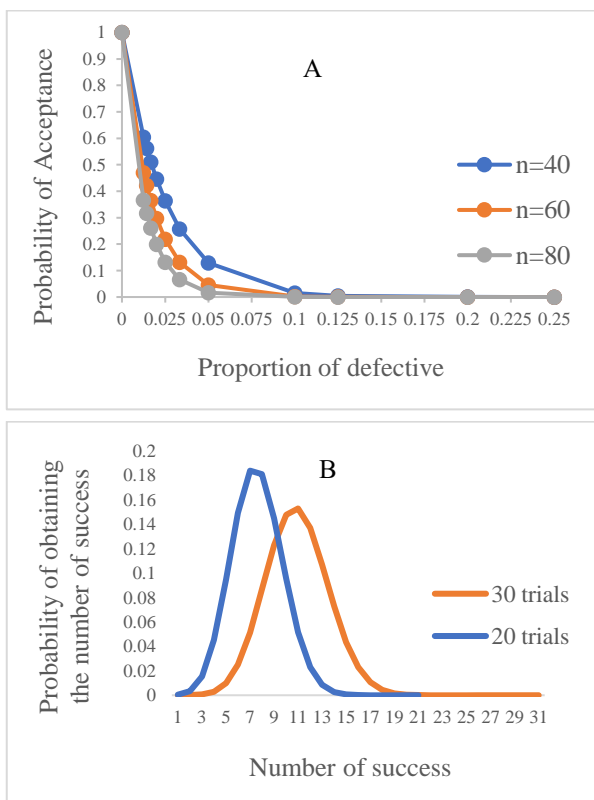 A
1
0.9
0.8
0.7
0.6
0.5
0.4
0.3
0.2
0.1
0
Probability of Acceptance
n=40
n=60
n=80
0 0.025 0.05 0.075 0.1 0.125 0.15 0.175 0.2 0.225 0.25
Proportion of defective
B
0.2
0.18
0.16
0.14
0.12
0.1
0.08
0.06
0.04
0.02
0
Probability of obtaining
the number of success
30 trials
20 trials
1 3 5 7 9 11 13 15 17 19 21 23 25 27 29 31
Number of success